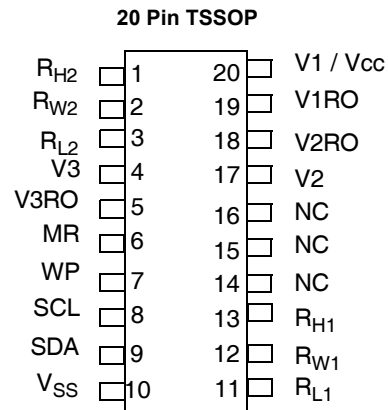 20 Pin TSSOP
RH2 1 20 V1 / Vcc
RW2 2 19 V1RO
RL2 3 18 V2RO
V3 4 17 V2
V3RO 5 16 NC
MR 6 15 NC
WP 7 14 NC
SCL 8 13 RH1
SDA 9 12 RW1
VSS 10 11 RL1